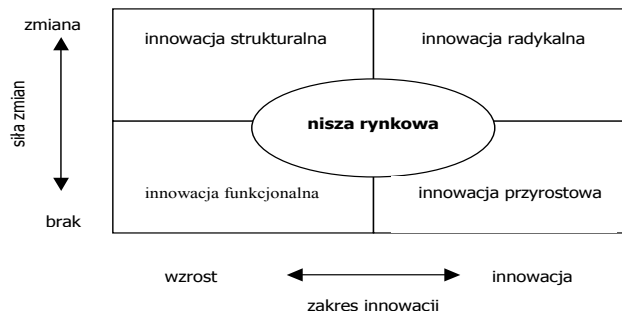 zmiana
innowacja strukturalna
innowacja radykalna
siła zmian
nisza rynkowa
innowacja funkcjonalna
innowacja przyrostowa
brak
wzrost
innowacja
zakres innowacji